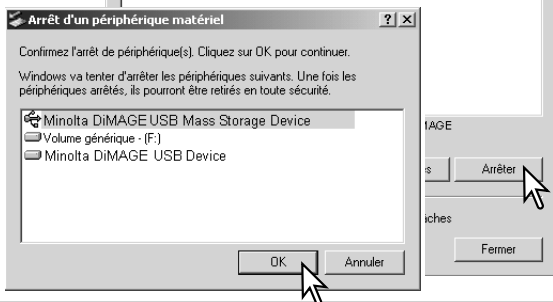 Arrêt d'un périphérique matériel
Confirmez l'arrêt de périphérique(s). Cliquez sur OK pour continuer.
Windows va tenter d'arrêter les périphériques suivants. Une fois les
périphériques arrêtés, ils pourront être retirés en toute sécurité.
Minolta DiMAGE USB Mass Storage Device
Volume générique - (F:)
Minolta DiMAGE USB Device
OK
Annuler
Arrêter
Fermer